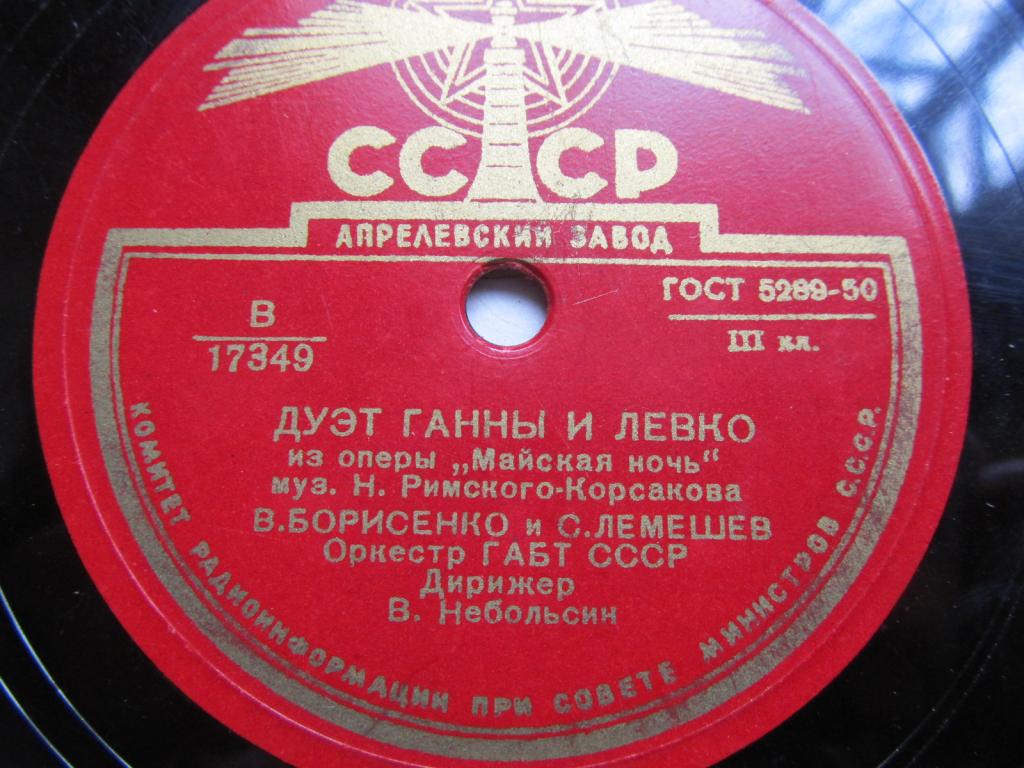 СССР
АПРЕЛЕВСКИЙ ЗАВОД
ГОСТ 5289-50
III кл.
В
17349
ДУЭТ ГАННЫ И ЛЕВКО
из оперы „Майская ночь“
муз. Н. Римского-Корсакова
В.БОРИСЕНКО и С.ЛЕМЕШЕВ
Оркестр ГАБТ СССР
Дирижер
В. Небольсин
КОМИТЕТ РАДИОИНФОРМАЦИИ ПРИ СОВЕТЕ МИНИСТРОВ С.С.С.Р.